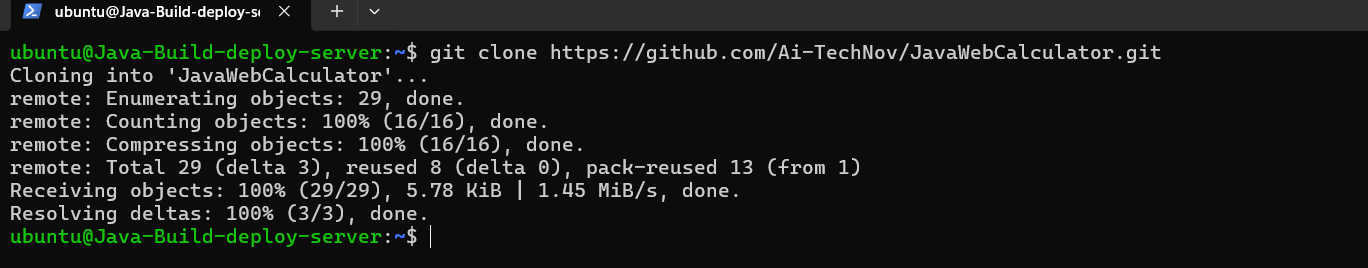 ubuntu@Java-Build-deploy-se
ubuntu@Java-Build-deploy-server:~$ git clone https://github.com/Ai-TechNov/JavaWebCalculator.git
Cloning into 'JavaWebCalculator'...
remote: Enumerating objects: 29, done.
remote: Counting objects: 100% (16/16), done.
remote: Compressing objects: 100% (16/16), done.
remote: Total 29 (delta 3), reused 8 (delta 0), pack-reused 13 (from 1)
Receiving objects: 100% (29/29), 5.78 KiB | 1.45 MiB/s, done.
Resolving deltas: 100% (3/3), done.
ubuntu@Java-Build-deploy-server:~$